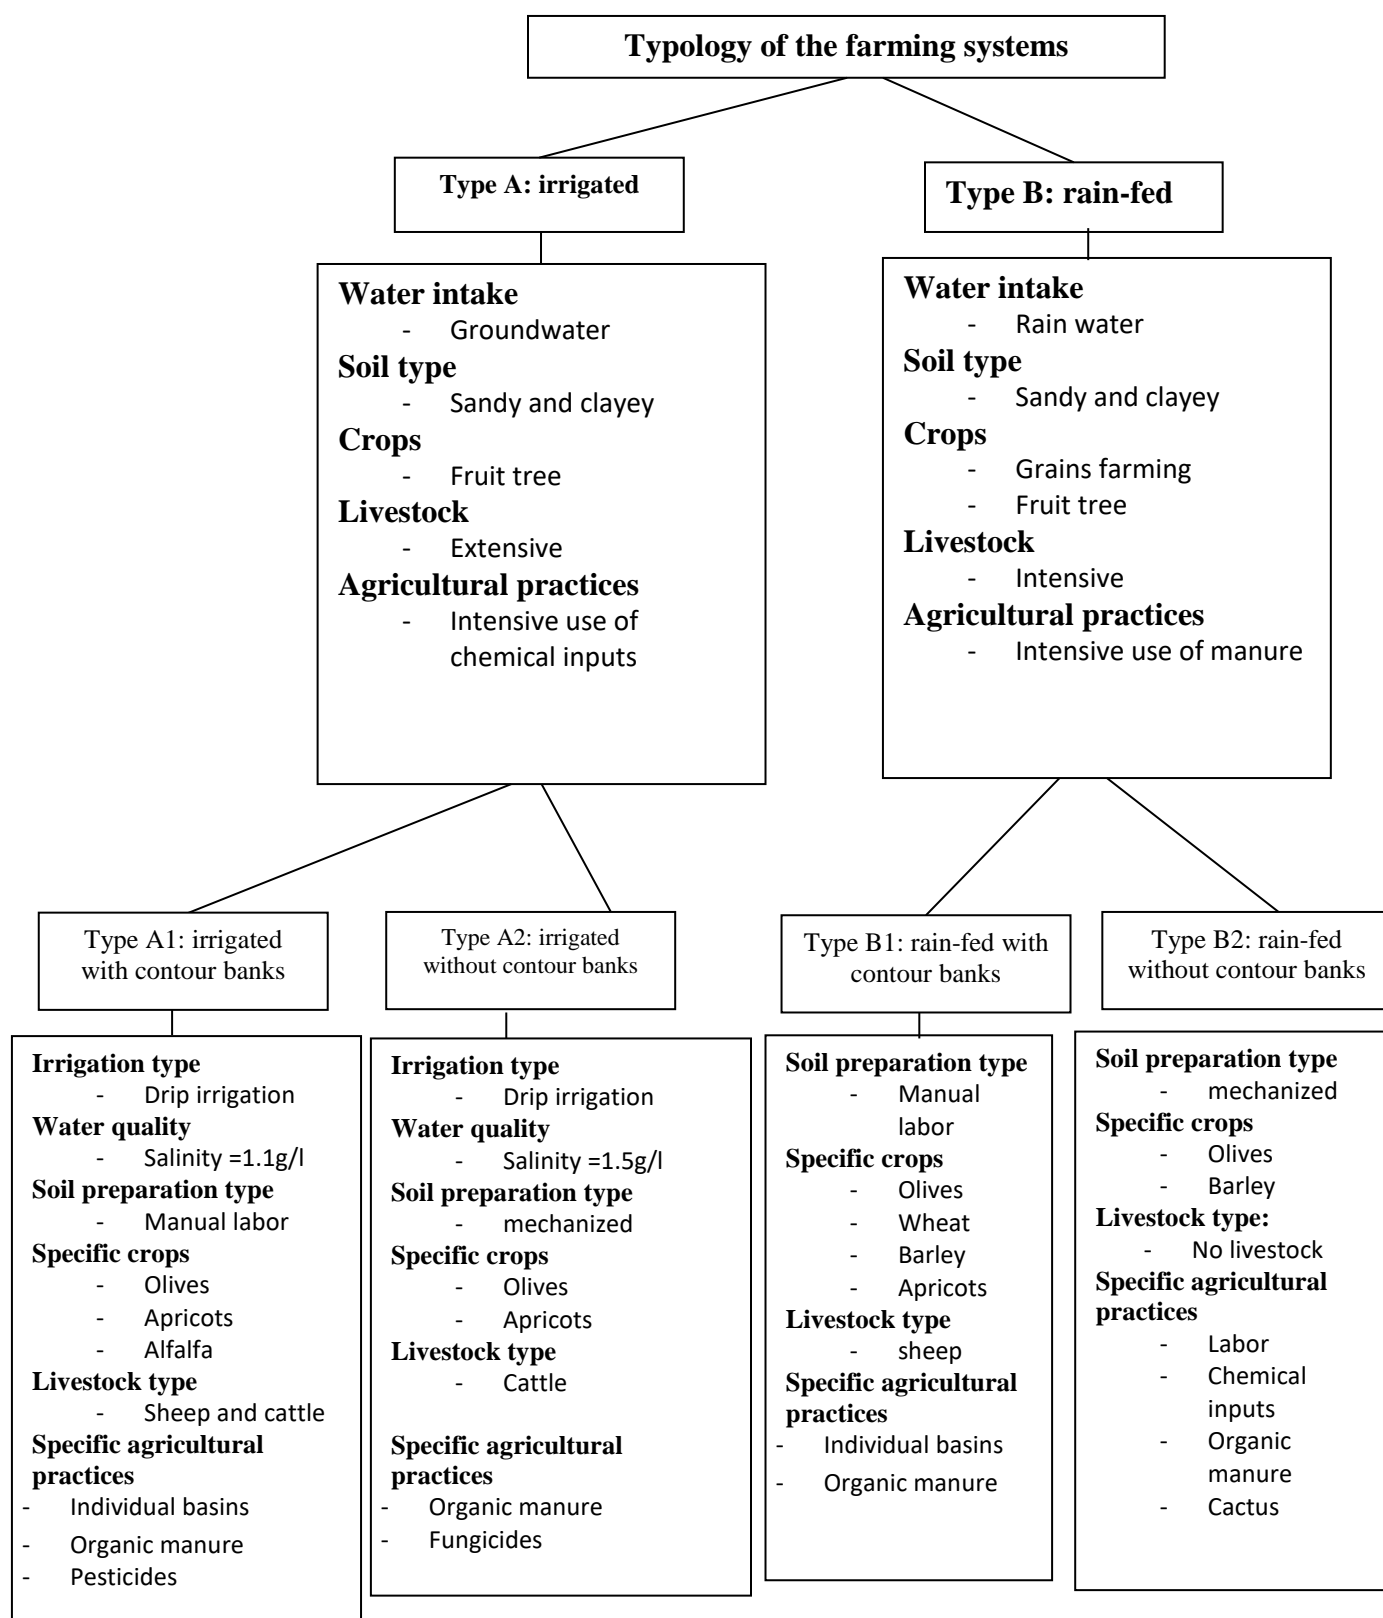 Typology of the farming systems
Type A: irrigated
Type B: rain-fed
Water intake
- Groundwater
Soil type
- Sandy and clayey
Crops
- Fruit tree
Livestock
- Extensive
Agricultural practices
- Intensive use of
chemical inputs
Water intake
- Rain water
Soil type
- Sandy and clayey
Crops
- Grains farming
- Fruit tree
Livestock
- Intensive
Agricultural practices
- Intensive use of manure
Type A1: irrigated
with contour banks
Type A2: irrigated
without contour banks
Type B1: rain-fed with
contour banks
Type B2: rain-fed
without contour banks
Irrigation type
- Drip irrigation
Water quality
- Salinity =1.1g/l
Soil preparation type
- Manual labor
Specific crops
- Olives
- Apricots
- Alfalfa
Livestock type
- Sheep and cattle
Specific agricultural
practices
- Individual basins
- Organic manure
- Pesticides
Irrigation type
- Drip irrigation
Water quality
- Salinity =1.5g/l
Soil preparation type
- mechanized
Specific crops
- Olives
- Apricots
Livestock type
- Cattle
Specific agricultural
practices
- Organic manure
- Fungicides
Soil preparation type
- Manual
labor
Specific crops
- Olives
- Wheat
- Barley
- Apricots
Livestock type
- sheep
Specific agricultural
practices
- Individual basins
- Organic manure
Soil preparation type
- mechanized
Specific crops
- Olives
- Barley
Livestock type:
- No livestock
Specific agricultural
practices
- Labor
- Chemical
inputs
- Organic
manure
- Cactus